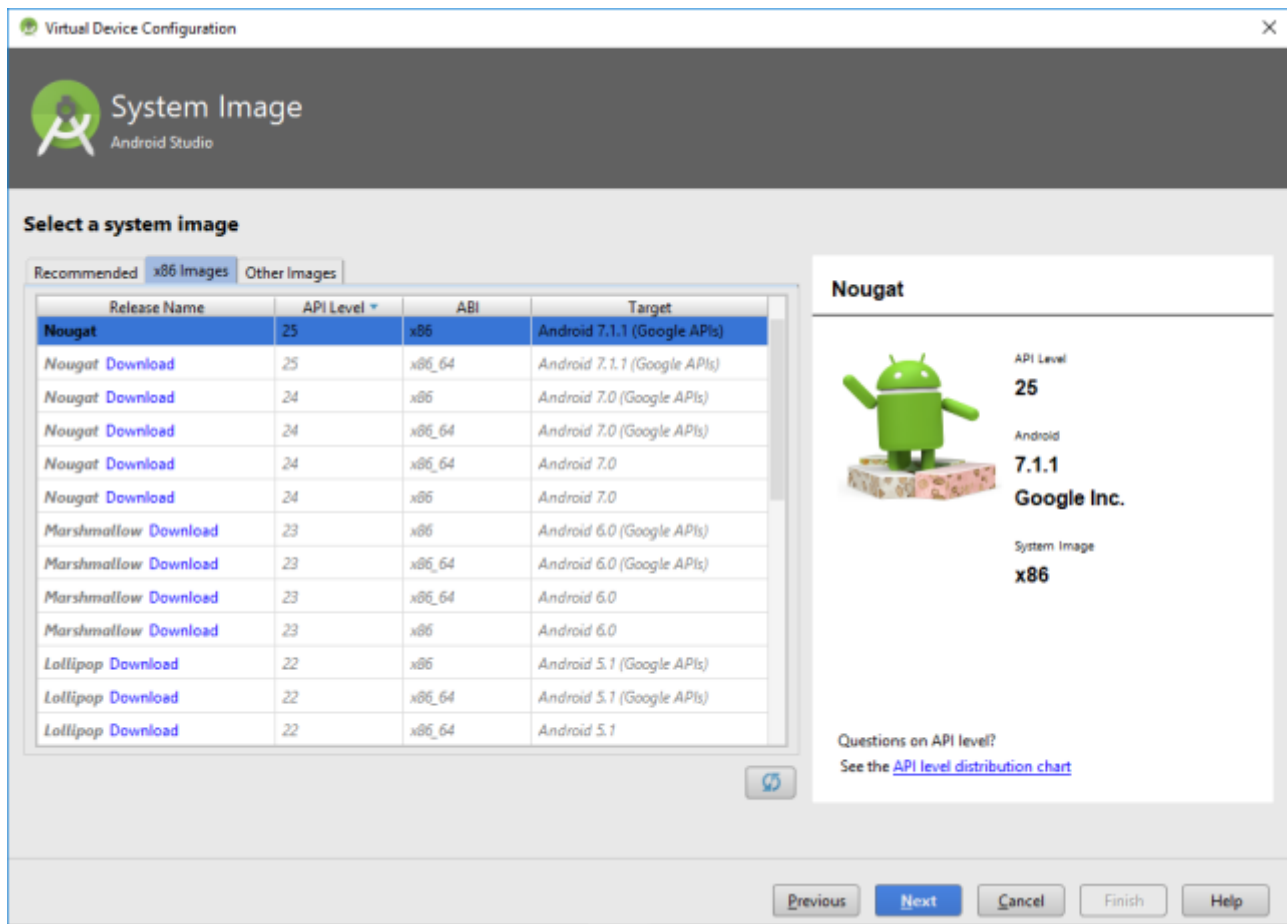 Virtual Device Configuration
System Image
Android Studio
Select a system image
Recommended x86 Images Other Images
Release Name API Level ABI Target
Nougat 25 x86 Android 7.1.1 (Google APIs)
Nougat Download 25 x86_64 Android 7.1.1 (Google APIs)
Nougat Download 24 x86 Android 7.0 (Google APIs)
Nougat Download 24 x86_64 Android 7.0 (Google APIs)
Nougat Download 24 x86_64 Android 7.0
Nougat Download 24 x86 Android 7.0
Marshmallow Download 23 x86 Android 6.0 (Google APIs)
Marshmallow Download 23 x86_64 Android 6.0 (Google APIs)
Marshmallow Download 23 x86_64 Android 6.0
Marshmallow Download 23 x86 Android 6.0
Lollipop Download 22 x86 Android 5.1 (Google APIs)
Lollipop Download 22 x86_64 Android 5.1 (Google APIs)
Lollipop Download 22 x86_64 Android 5.1
Nougat
API Level
25
Android
7.1.1
Google Inc.
System Image
x86
Questions on API level?
See the API level distribution chart
Previous Next Cancel Finish Help